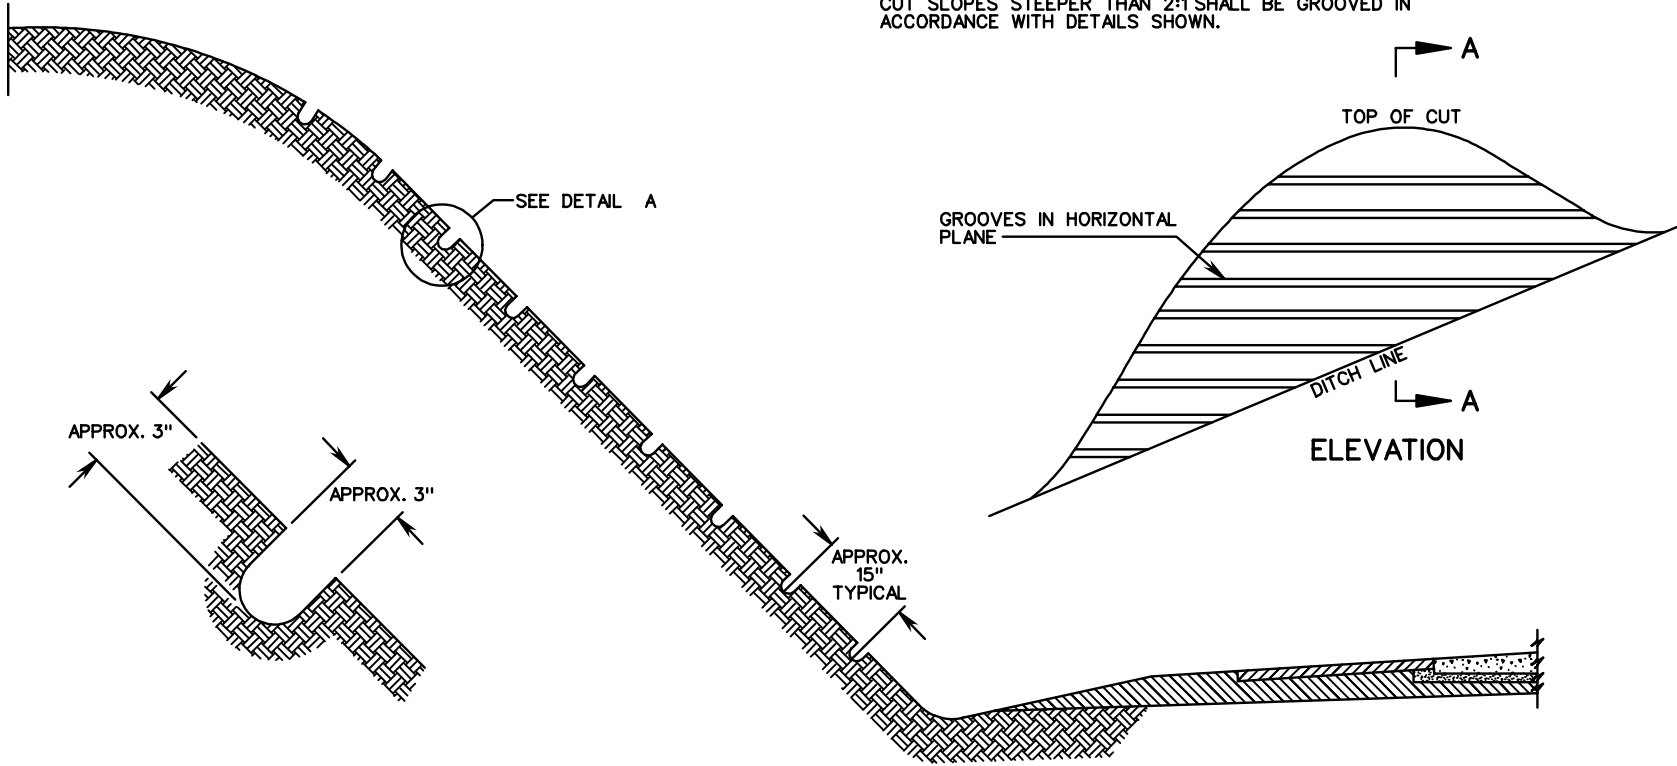 CUT SLOPES STEEPER THAN 2:1 SHALL BE GROOVED IN
ACCORDANCE WITH DETAILS SHOWN.
A
TOP OF CUT
SEE DETAIL A
GROOVES IN HORIZONTAL
PLANE
DITCH LINE
A
ELEVATION
APPROX. 3"
APPROX. 3"
APPROX.
15"
TYPICAL